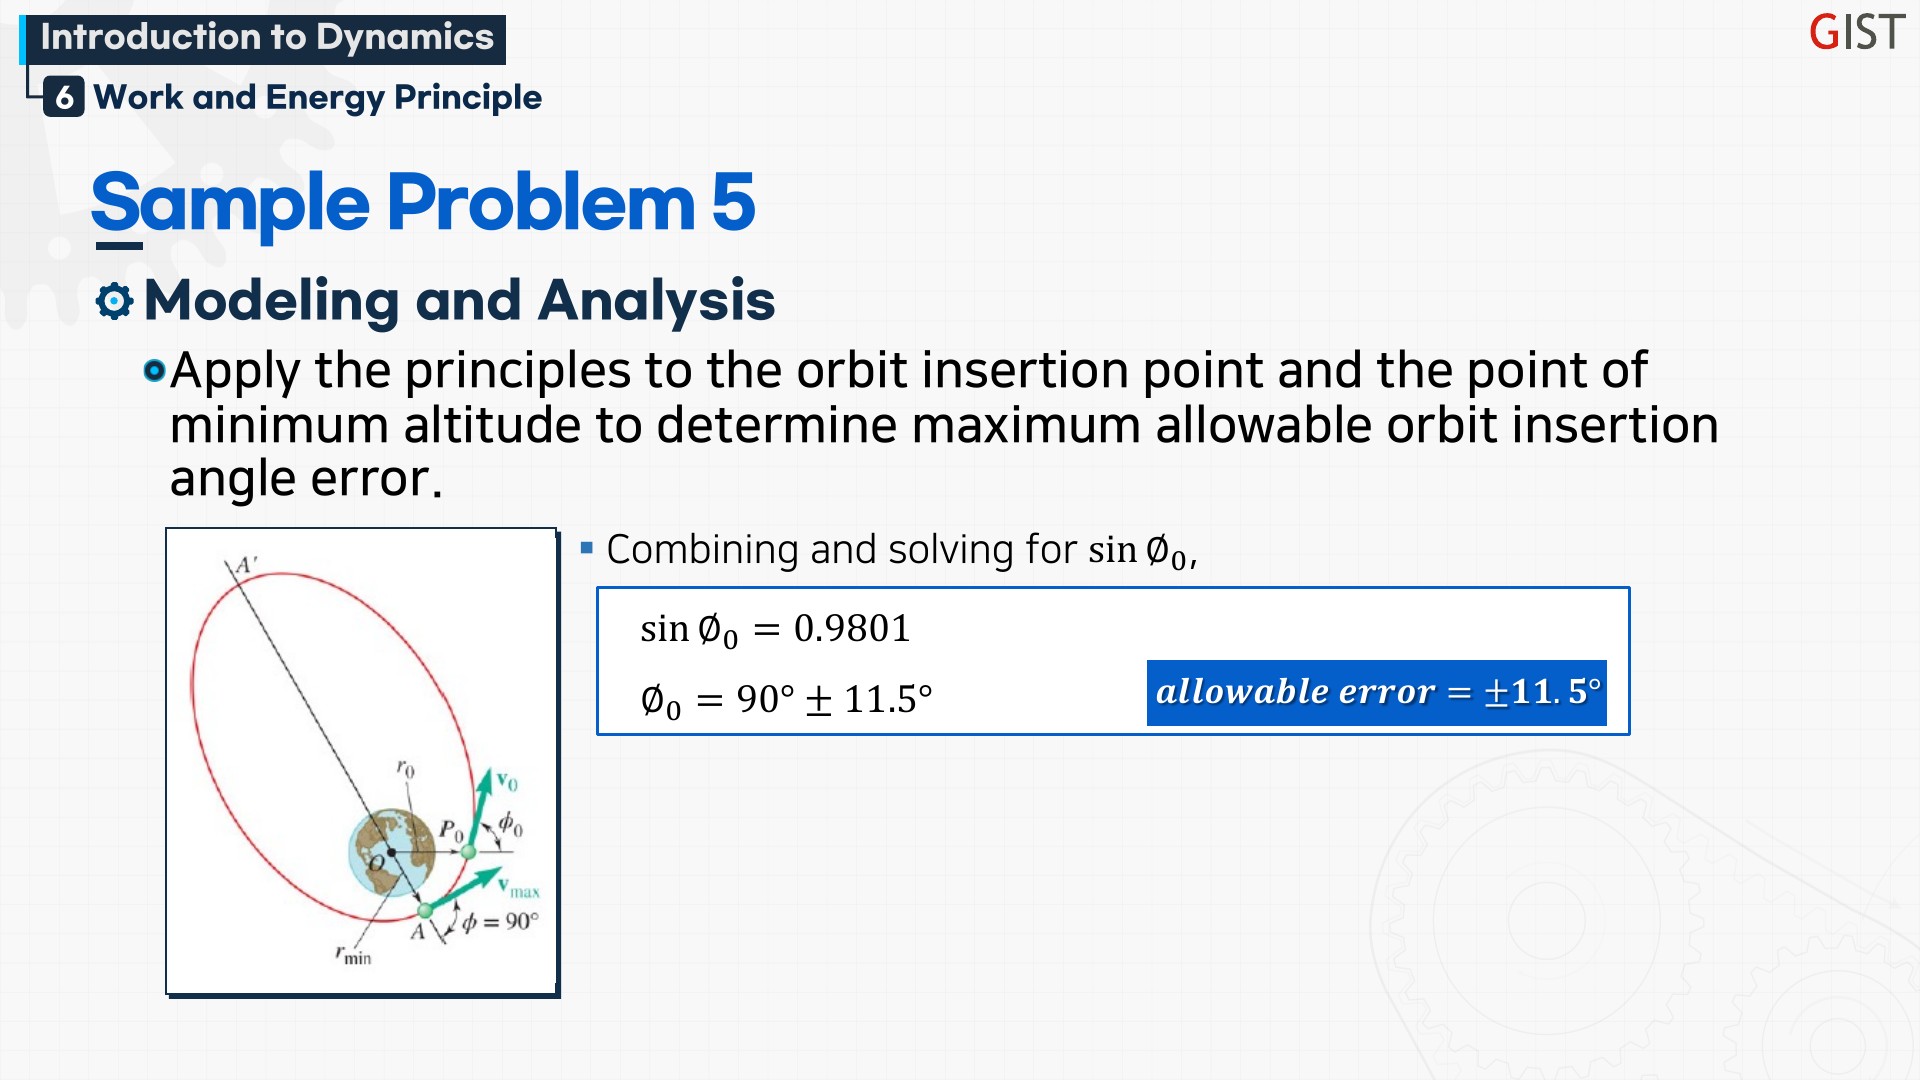 Introduction to Dynamics
GIST
6 Work and Energy Principle
Sample Problem 5
Modeling and Analysis
Apply the principles to the orbit insertion point and the point of
minimum altitude to determine maximum allowable orbit insertion
angle error.
Combining and solving for sin ∅₀,
sin ∅₀ = 0.9801
∅₀ = 90° ± 11.5°
allowable error = ±11.5°
A′
r₀
v₀
P₀
ϕ₀
O
v max
A
ϕ = 90°
r min